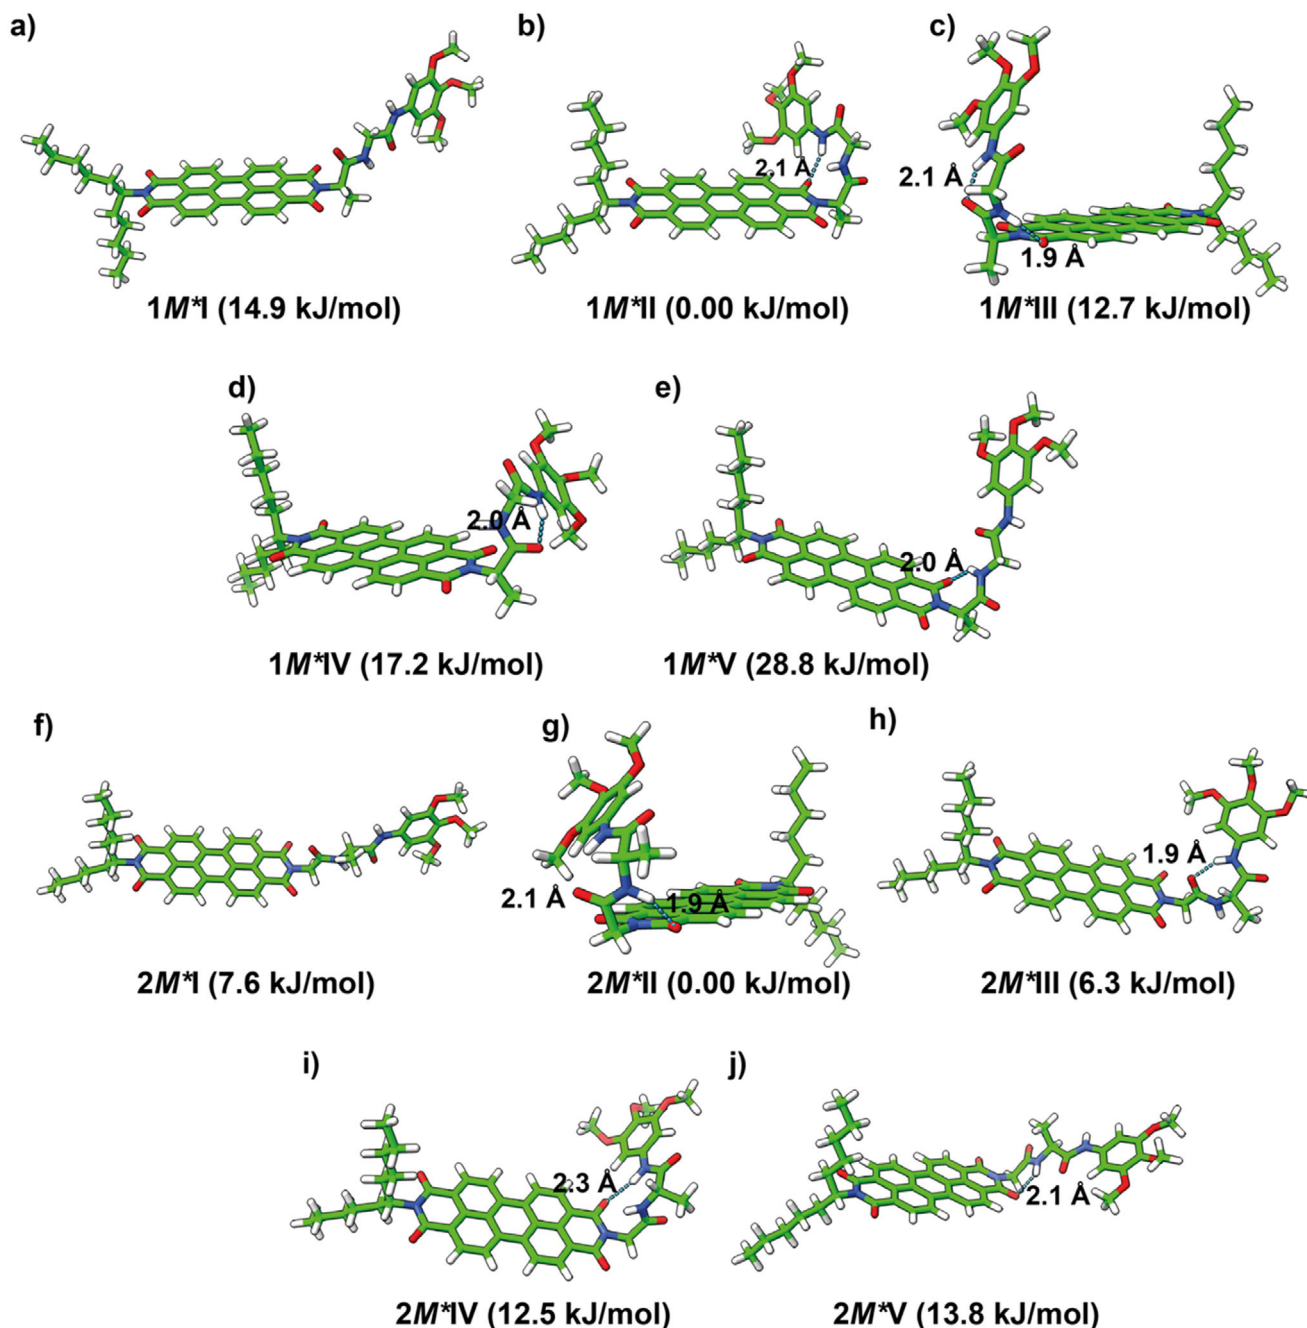 a)
b)
c)
2.1 Å
2.1 Å
1.9 Å
1M*I (14.9 kJ/mol)
1M*II (0.00 kJ/mol)
1M*III (12.7 kJ/mol)
d)
e)
2.0 Å
2.0 Å
1M*IV (17.2 kJ/mol)
1M*V (28.8 kJ/mol)
f)
g)
h)
2.1 Å
1.9 Å
1.9 Å
2M*I (7.6 kJ/mol)
2M*II (0.00 kJ/mol)
2M*III (6.3 kJ/mol)
i)
j)
2.3 Å
2.1 Å
2M*IV (12.5 kJ/mol)
2M*V (13.8 kJ/mol)